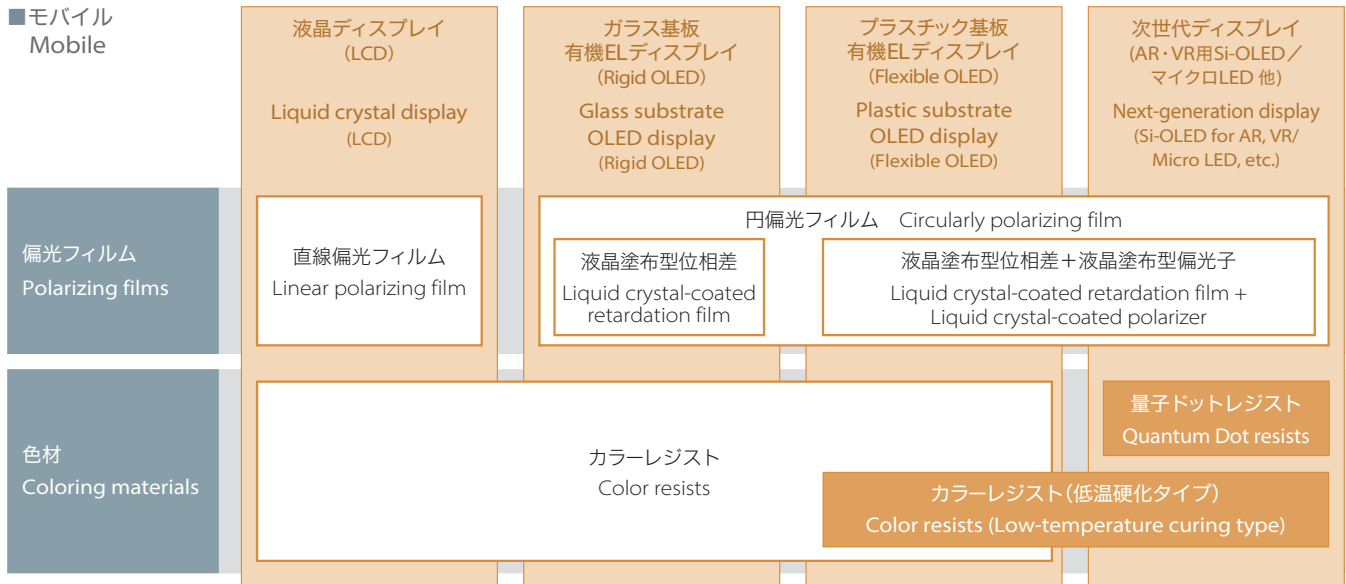 ■モバイル
Mobile
液晶ディスプレイ
(LCD)
Liquid crystal display
(LCD)
ガラス基板
有機ELディスプレイ
(Rigid OLED)
Glass substrate
OLED display
(Rigid OLED)
プラスチック基板
有機ELディスプレイ
(Flexible OLED)
Plastic substrate
OLED display
(Flexible OLED)
次世代ディスプレイ
(AR・VR用Si-OLED／
マイクロLED 他)
Next-generation display
(Si-OLED for AR, VR/
Micro LED, etc.)
偏光フィルム
Polarizing films
直線偏光フィルム
Linear polarizing film
円偏光フィルム Circularly polarizing film
液晶塗布型位相差
Liquid crystal-coated
retardation film
液晶塗布型位相差＋液晶塗布型偏光子
Liquid crystal-coated retardation film +
Liquid crystal-coated polarizer
色材
Coloring materials
カラーレジスト
Color resists
量子ドットレジスト
Quantum Dot resists
カラーレジスト（低温硬化タイプ）
Color resists (Low-temperature curing type)